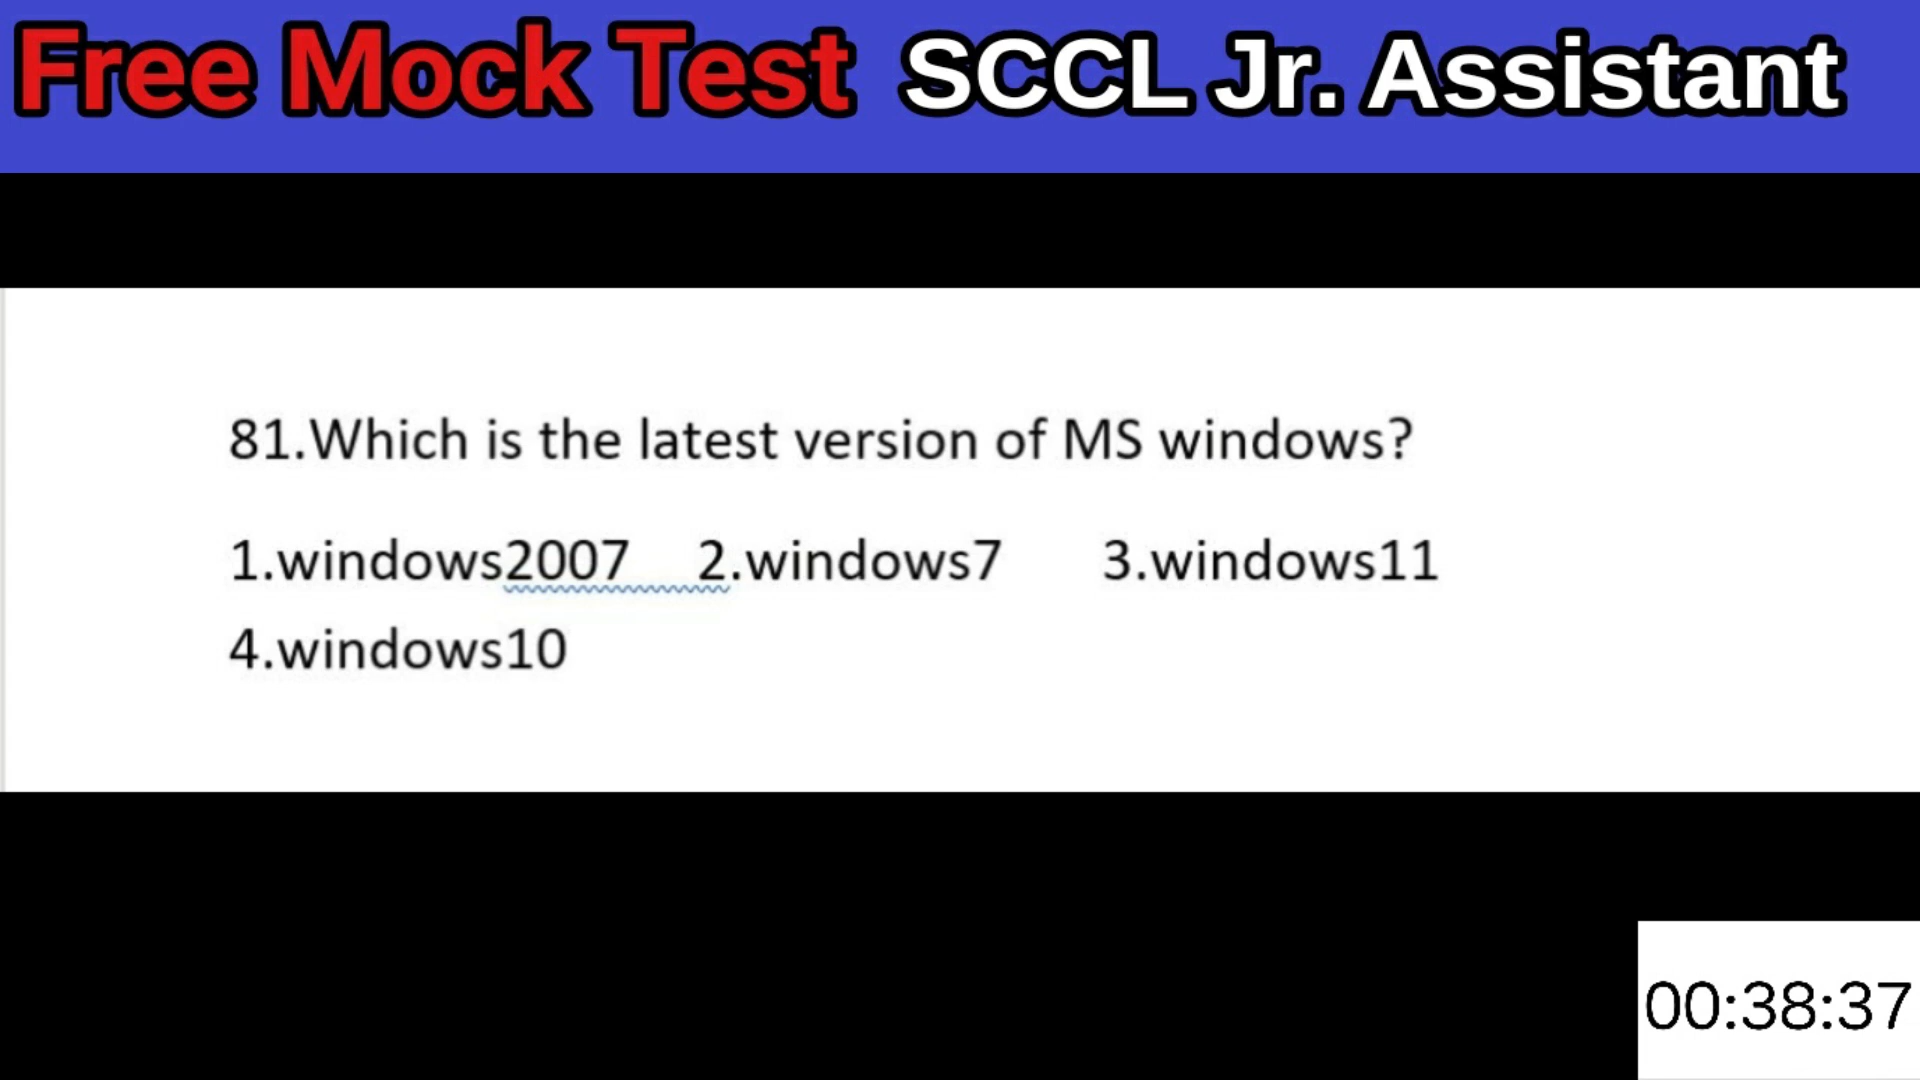 Free Mock Test SCCL Jr. Assistant
81.Which is the latest version of MS windows?
1.windows2007 2.windows7 3.windows11
4.windows10
00:38:37